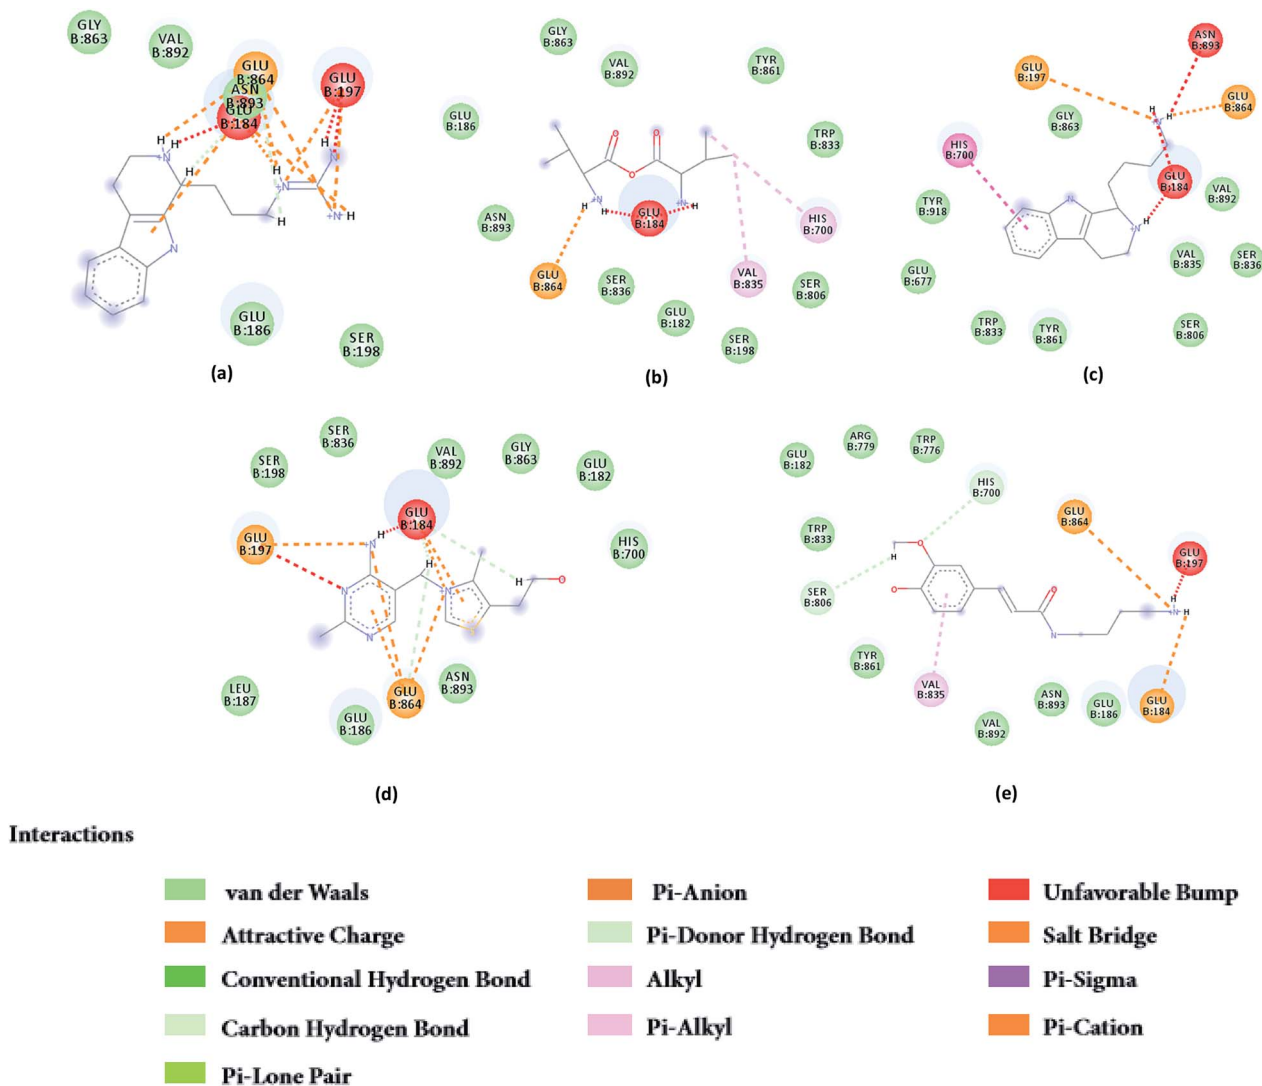 GLY
B:863
VAL
B:892
GLU
B:864
ASN
B:893
GLU
B:184
GLU
B:197
H
H
N
H
H
N
N
+
H
N
+
H
H
N
GLU
B:186
SER
B:198
(a)
GLY
B:863
VAL
B:892
TYR
B:861
GLU
B:186
TRP
B:833
O
O
O
H
N
H
GLU
B:184
N
H
ASN
B:893
HIS
B:700
GLU
B:864
SER
B:836
VAL
B:835
SER
B:806
GLU
B:182
SER
B:198
(b)
ASN
B:893
GLU
B:197
GLU
B:864
H
N
H
GLY
B:863
HIS
B:700
GLU
B:184
VAL
B:892
TYR
B:918
N
H
N
VAL
B:835
SER
B:836
GLU
B:677
TRP
B:833
TYR
B:861
SER
B:806
(c)
SER
B:836
SER
B:198
VAL
B:892
GLY
B:863
GLU
B:182
GLU
B:184
GLU
B:197
H
N
HIS
B:700
H
H
O
N
N
N
S
LEU
B:187
GLU
B:864
ASN
B:893
GLU
B:186
(d)
GLU
B:182
ARG
B:779
TRP
B:776
HIS
B:700
GLU
B:864
TRP
B:833
O
H
GLU
B:197
SER
B:806
O
O
H
N
H
N
TYR
B:861
VAL
B:835
ASN
B:893
GLU
B:186
GLU
B:184
VAL
B:892
(e)
Interactions
van der Waals
Pi-Anion
Unfavorable Bump
Attractive Charge
Pi-Donor Hydrogen Bond
Salt Bridge
Conventional Hydrogen Bond
Alkyl
Pi-Sigma
Carbon Hydrogen Bond
Pi-Alkyl
Pi-Cation
Pi-Lone Pair